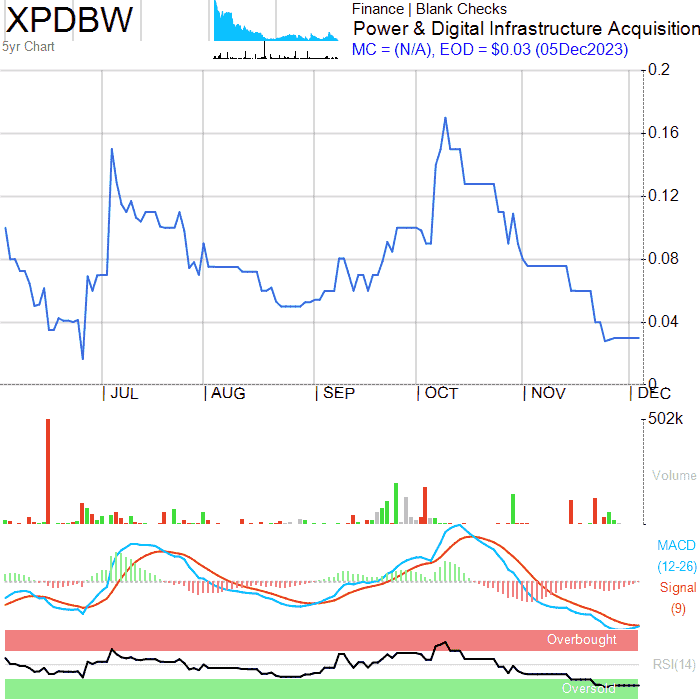 XPDBW
5yr Chart
Finance | Blank Checks
Power & Digital Infrastructure Acquisition
MC = (N/A), EOD = $0.03 (05Dec2023)
0.2
0.16
0.12
0.08
0.04
0
| JUL | AUG | SEP | OCT | NOV | DEC
502k
Volume
MACD
(12-26)
Signal
(9)
Overbought
RSI(14)
Oversold